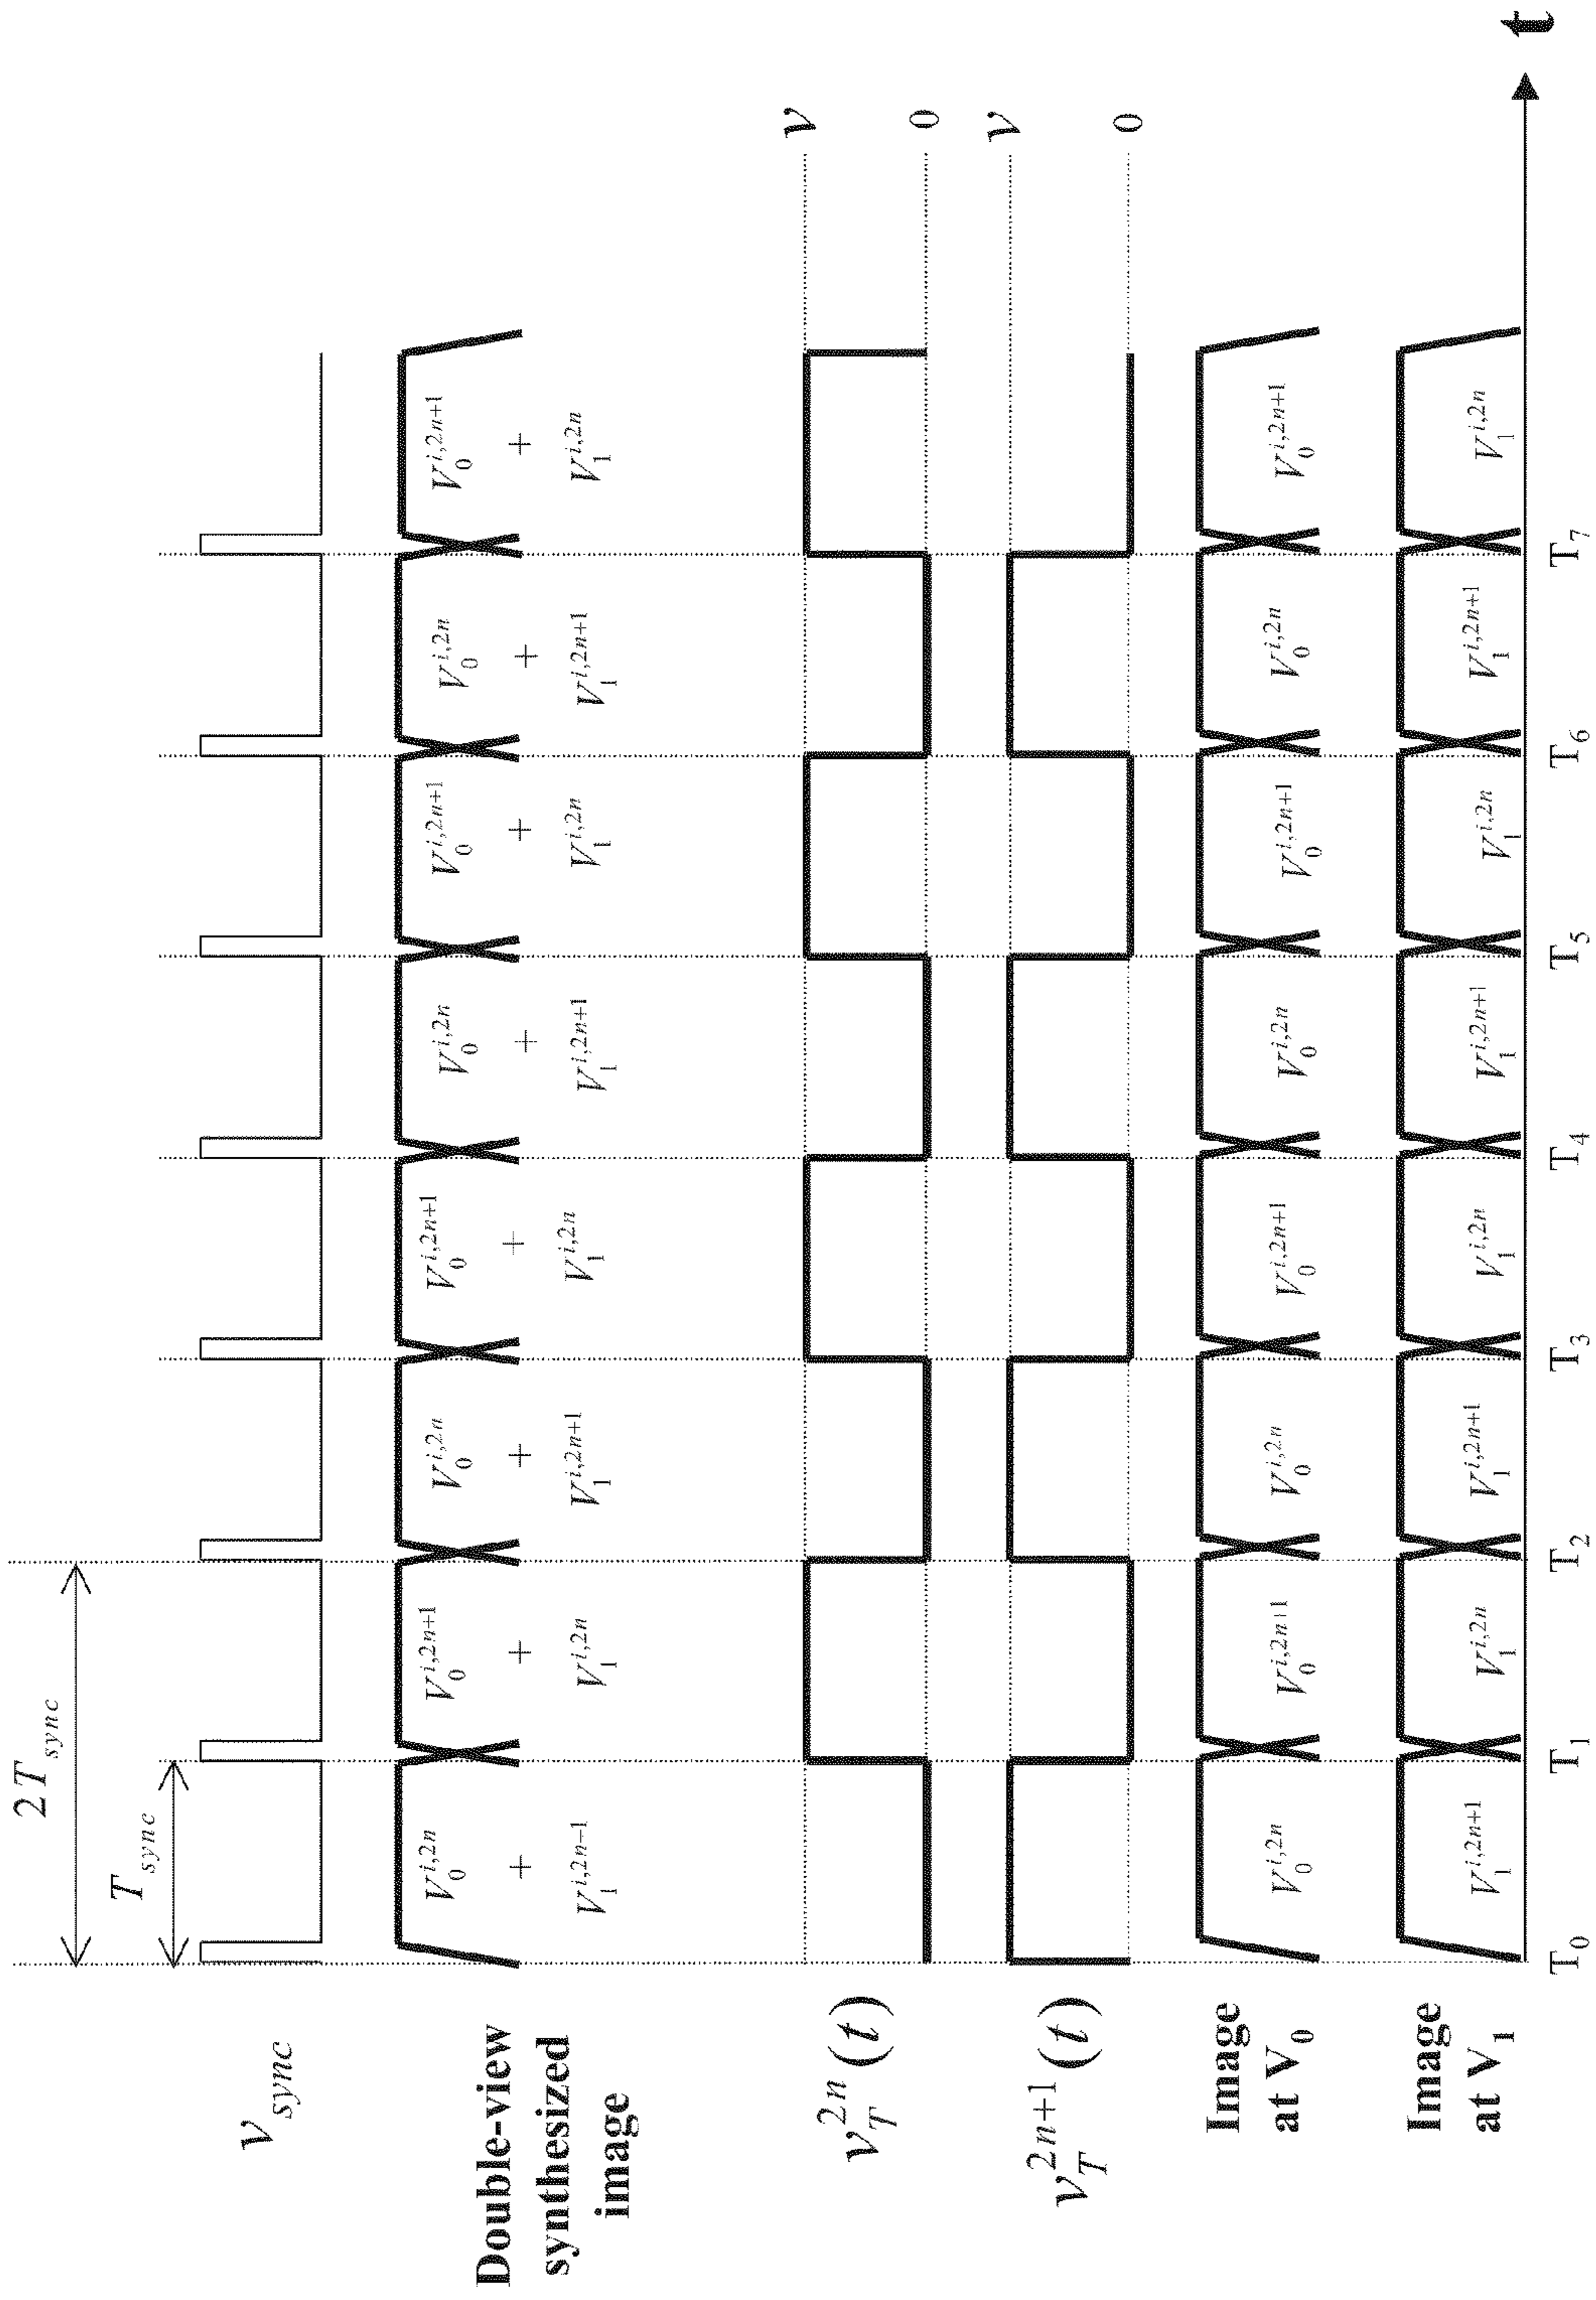 2T_sync
T_sync
v_sync
Double-view
synthesized
image
V_0^{i,2n} V_0^{i,2n+1} V_0^{i,2n} V_0^{i,2n+1} V_0^{i,2n} V_0^{i,2n+1} V_0^{i,2n} V_0^{i,2n+1}
+ + + + + + + +
V_1^{i,2n−1} V_1^{i,2n} V_1^{i,2n+1} V_1^{i,2n} V_1^{i,2n+1} V_1^{i,2n} V_1^{i,2n+1} V_1^{i,2n}
v
v_T^{2n}(t)
0
v
v_T^{2n+1}(t)
0
Image
at V_0
V_0^{i,2n} V_0^{i,2n+1} V_0^{i,2n} V_0^{i,2n+1} V_0^{i,2n} V_0^{i,2n+1} V_0^{i,2n} V_0^{i,2n+1}
Image
at V_1
V_1^{i,2n+1} V_1^{i,2n} V_1^{i,2n+1} V_1^{i,2n} V_1^{i,2n+1} V_1^{i,2n} V_1^{i,2n+1} V_1^{i,2n}
t
T_0 T_1 T_2 T_3 T_4 T_5 T_6 T_7